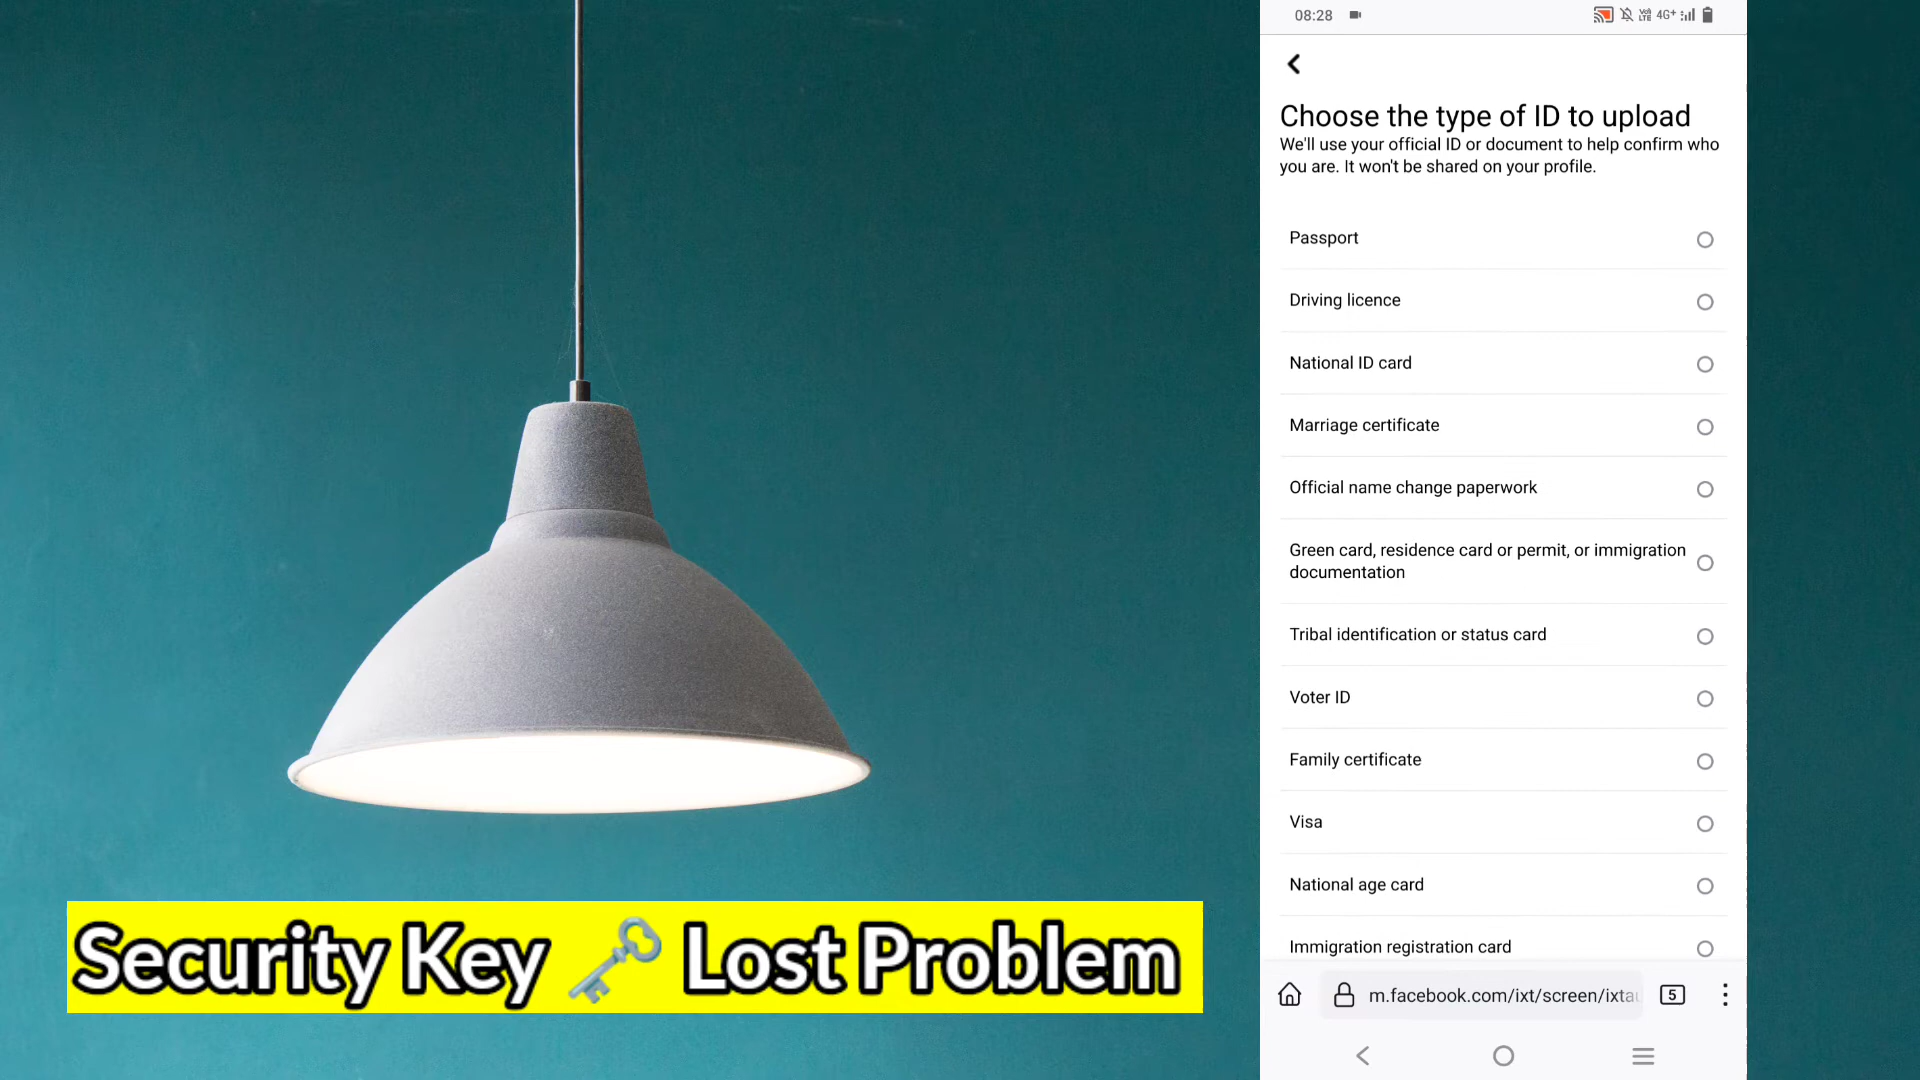 08:28
4G+
Choose the type of ID to upload
We'll use your official ID or document to help confirm who
you are. It won't be shared on your profile.
Passport
Driving licence
National ID card
Marriage certificate
Official name change paperwork
Green card, residence card or permit, or immigration
documentation
Tribal identification or status card
Voter ID
Family certificate
Visa
National age card
Immigration registration card
m.facebook.com/ixt/screen/ixtau
5
Security Key 🗝️ Lost Problem